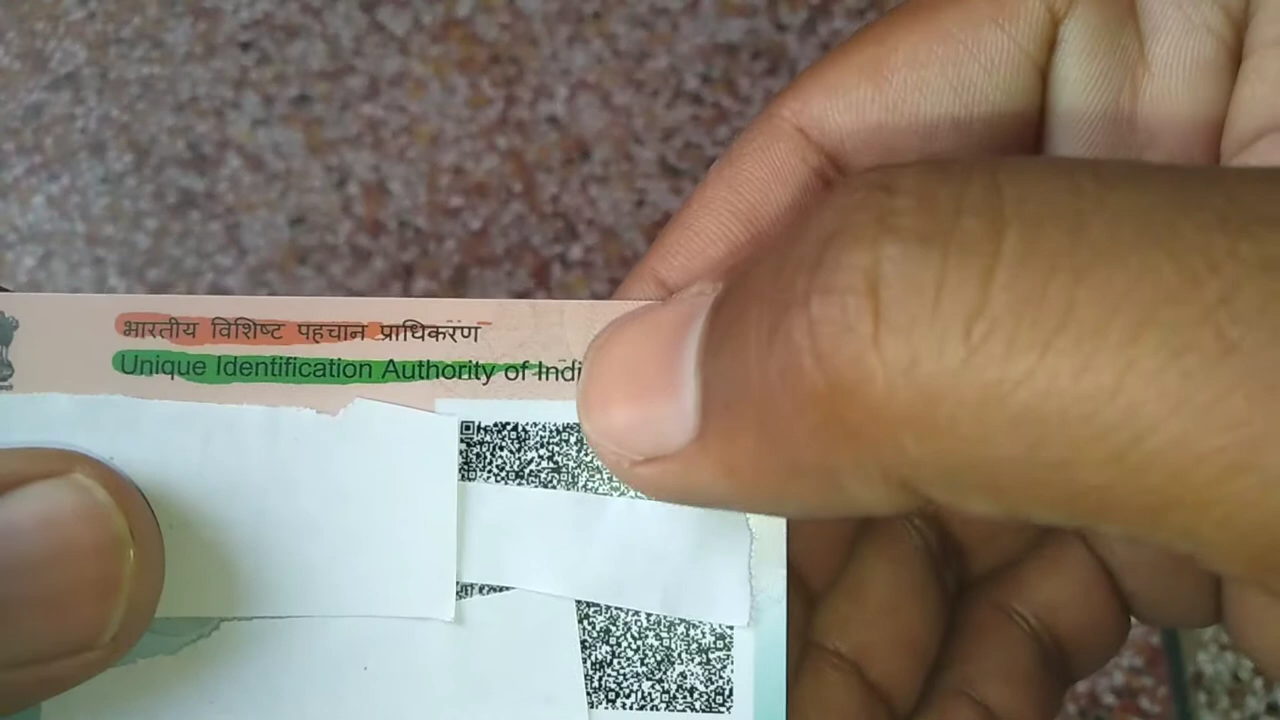 भारतीय विशिष्ट पहचान प्राधिकरण
Unique Identification Authority of Indi